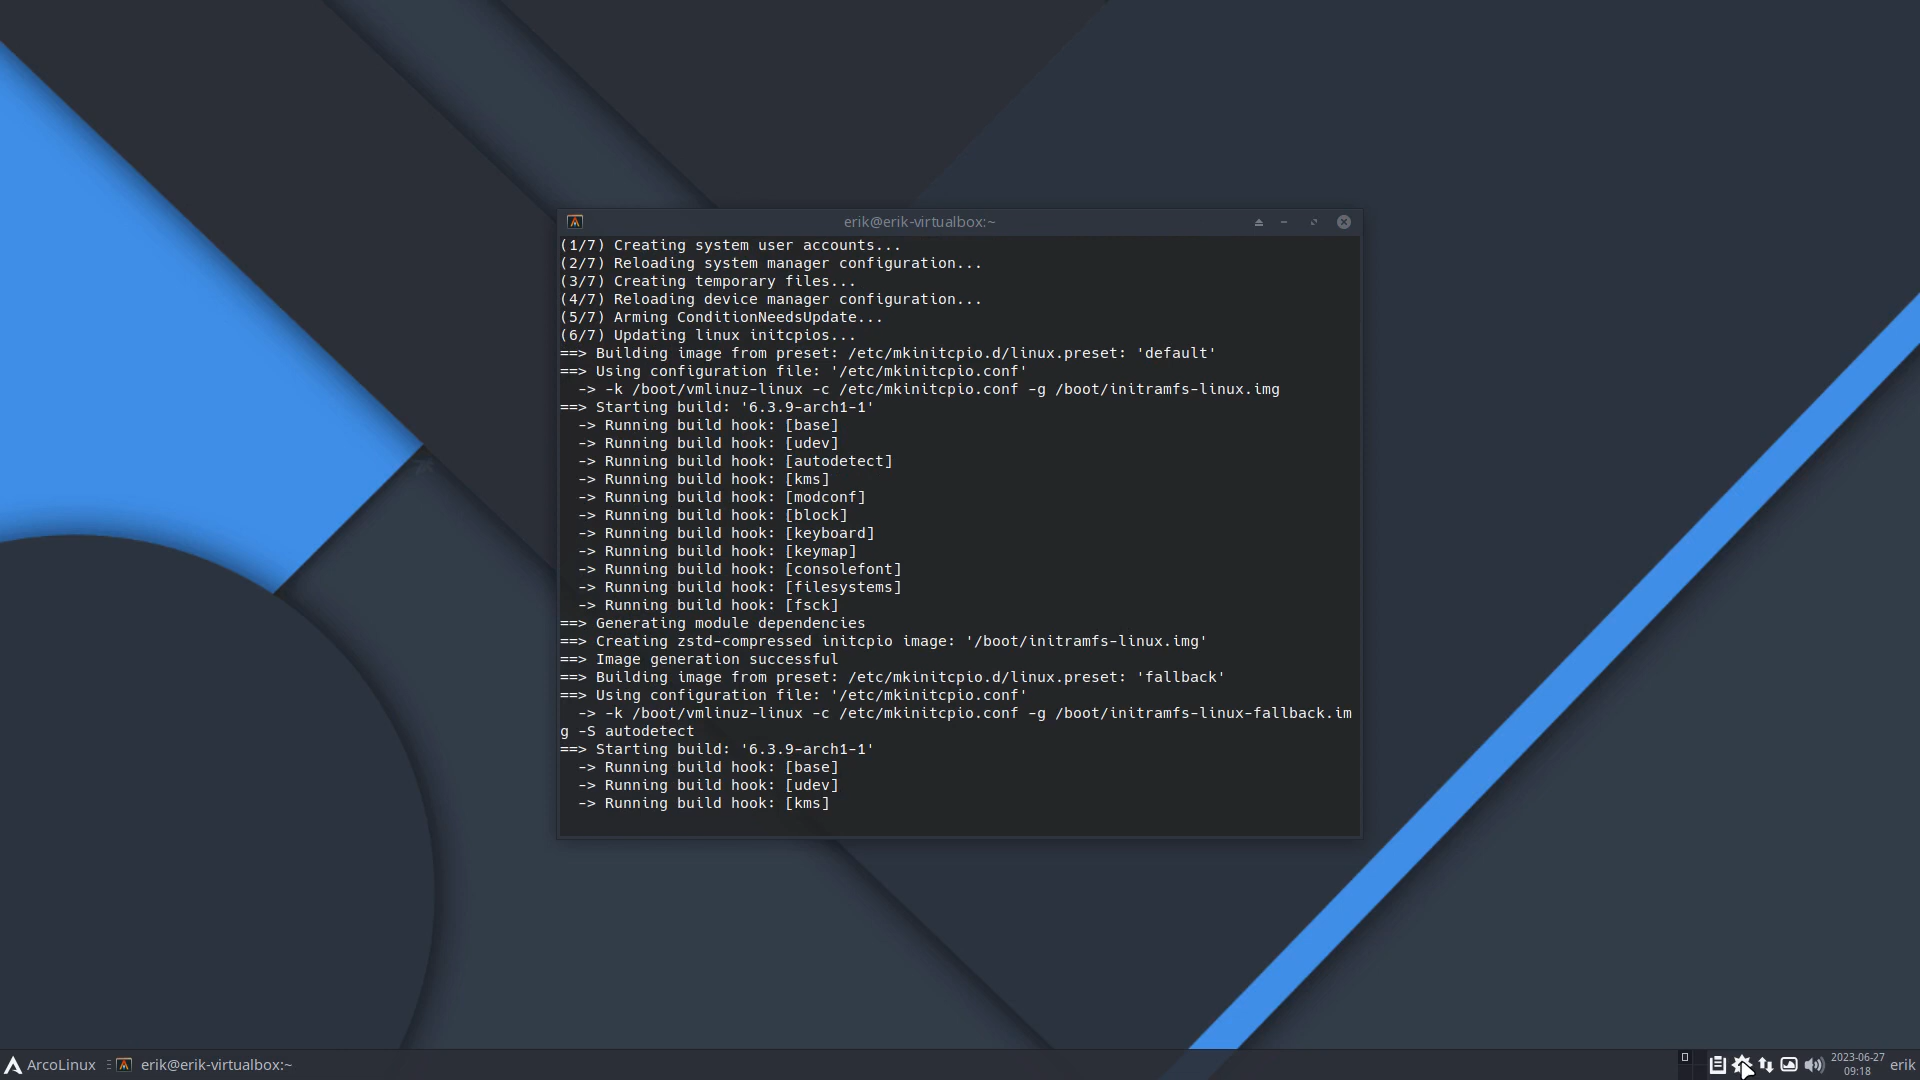 erik@erik-virtualbox:~
(1/7) Creating system user accounts...
(2/7) Reloading system manager configuration...
(3/7) Creating temporary files...
(4/7) Reloading device manager configuration...
(5/7) Arming ConditionNeedsUpdate...
(6/7) Updating linux initcpios...
==> Building image from preset: /etc/mkinitcpio.d/linux.preset: 'default'
==> Using configuration file: '/etc/mkinitcpio.conf'
  -> -k /boot/vmlinuz-linux -c /etc/mkinitcpio.conf -g /boot/initramfs-linux.img
==> Starting build: '6.3.9-arch1-1'
  -> Running build hook: [base]
  -> Running build hook: [udev]
  -> Running build hook: [autodetect]
  -> Running build hook: [kms]
  -> Running build hook: [modconf]
  -> Running build hook: [block]
  -> Running build hook: [keyboard]
  -> Running build hook: [keymap]
  -> Running build hook: [consolefont]
  -> Running build hook: [filesystems]
  -> Running build hook: [fsck]
==> Generating module dependencies
==> Creating zstd-compressed initcpio image: '/boot/initramfs-linux.img'
==> Image generation successful
==> Building image from preset: /etc/mkinitcpio.d/linux.preset: 'fallback'
==> Using configuration file: '/etc/mkinitcpio.conf'
  -> -k /boot/vmlinuz-linux -c /etc/mkinitcpio.conf -g /boot/initramfs-linux-fallback.im
g -S autodetect
==> Starting build: '6.3.9-arch1-1'
  -> Running build hook: [base]
  -> Running build hook: [udev]
  -> Running build hook: [kms]
ArcoLinux
erik@erik-virtualbox:~
2023-06-27
09:18
erik